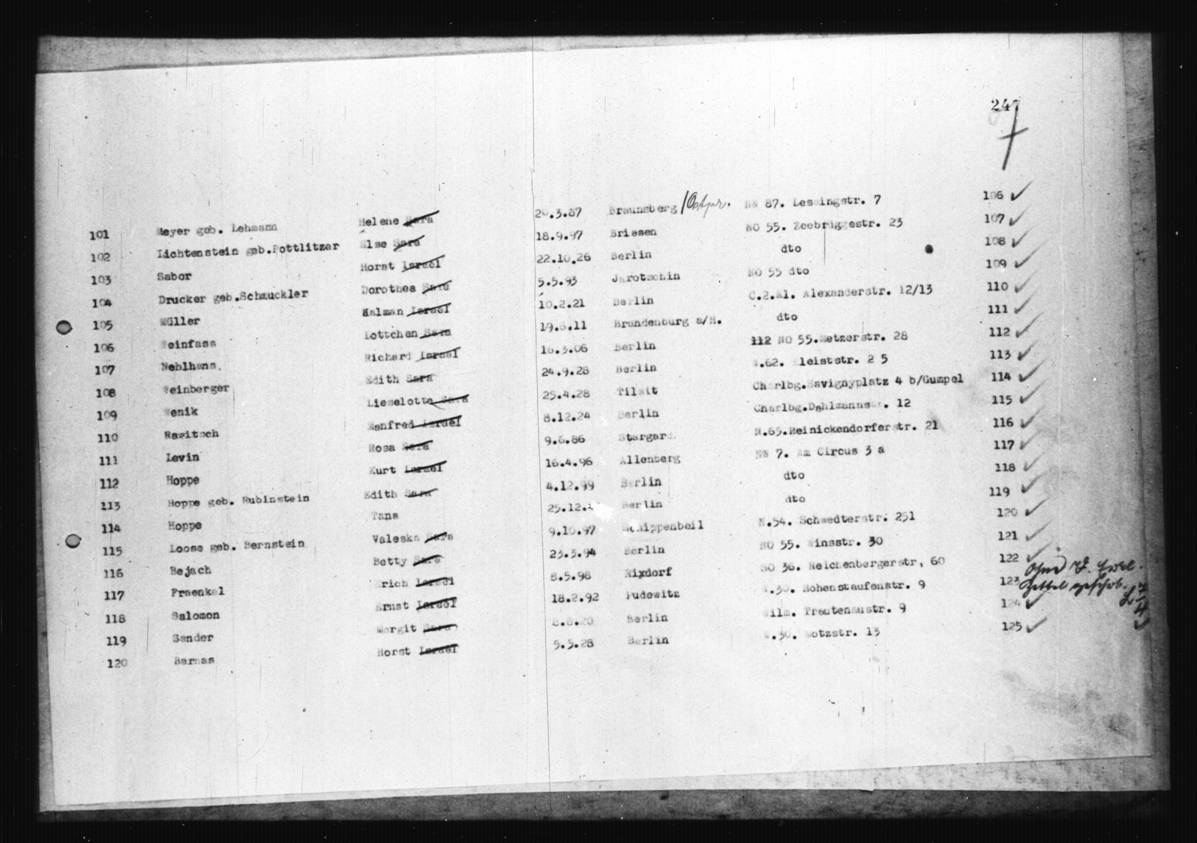 247
101 Meyer geb. Lehmann Helene Sara 20.3.87 Braunsberg /Ostpr. NW 87. Lessingstr. 7 106
102 Lichtenstein geb.Pottlitzer Else Sara 18.9.97 Briesen NO 55. Zeebrüggestr. 23 107
103 Sabor Horst Israel 22.10.26 Berlin dto 108
104 Drucker geb.Schmuckler Dorothea Sara 5.5.93 Jarotschin NO 55 dto 109
105 Müller Kalman Israel 10.2.21 Berlin C.2.Kl. Alexanderstr. 12/13 110
106 Weinfass Lottchen Sara 19.8.11 Brandenburg a/H. dto 111
107 Richard Israel 16.3.06 Berlin 112 NO 55.Metzerstr. 28 112
108 Weinberger Edith Sara 24.9.28 Berlin W.62. Kleiststr. 2 5 113
109 Wenik Lieselotte Sara 25.4.28 Tilsit Charlbg.Savignyplatz 4 b/Gumpel 114
110 Rawitsch Manfred Israel 8.12.24 Berlin Charlbg.Dahlmannstr. 12 115
111 Levin Rosa Sara 9.6.86 Stargard N.65.Reinickendorferstr. 21 116
112 Hoppe Kurt Israel 16.4.96 Allenberg NW 7. Am Circus 3 a 117
113 Hoppe geb. Rubinstein Edith Sara 4.12.99 Berlin dto 118
114 Hoppe Tana Berlin dto 119
115 Loose geb. Bernstein Valeska Sara 9.10.97 Schippenbeil N.54. Schwedterstr. 251 120
116 Bejach Betty Sara 23.3.94 Berlin NO 55. Winsstr. 30 121
117 Fraenkel Erich Israel 8.5.98 Rixdorf SO 36. Reichenbergerstr, 60 122
118 Salomon Ernst Israel 18.2.92 Pudewitz W.30. Hohenstaufenstr. 9 123
119 Sander Margit Sara 8.8.20 Berlin Wilm. Trautenaustr. 9 124
120 Barnas Horst Israel 5.5.28 Berlin W.30. Motzstr. 13 125